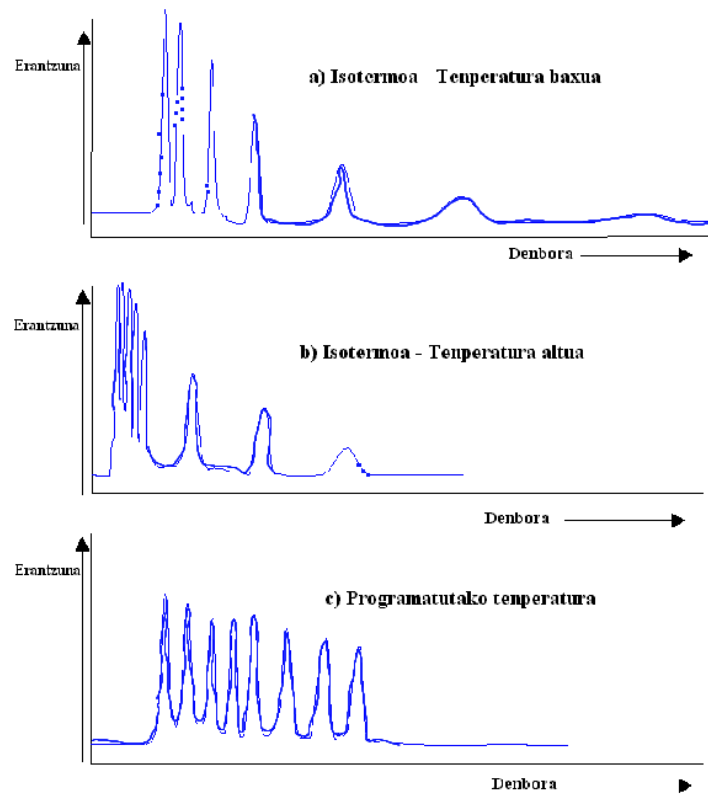 Erantzuna
a) Isotermoa - Tenperatura baxua
Denbora
Erantzuna
b) Isotermoa - Tenperatura altua
Denbora
Erantzuna
c) Programatutako tenperatura
Denbora